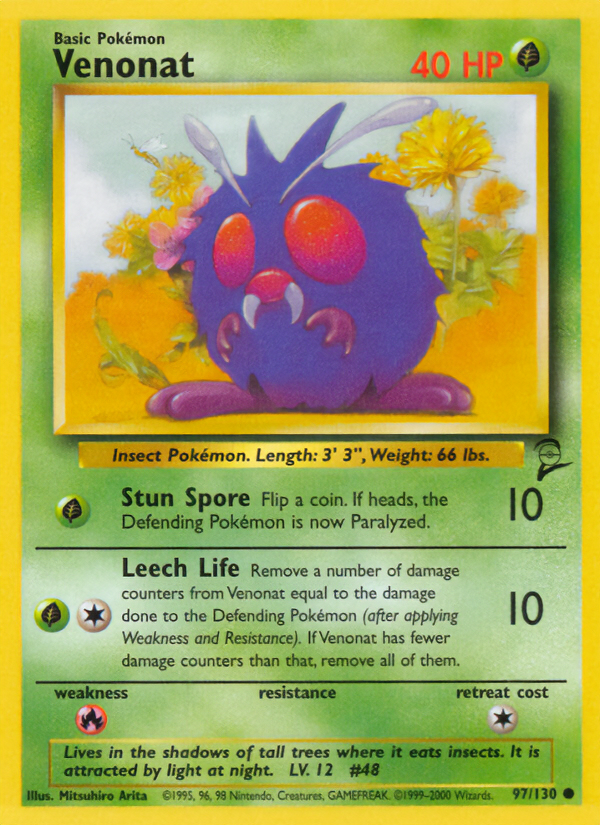 Basic Pokémon
Venonat
40 HP
Insect Pokémon. Length: 3' 3", Weight: 66 lbs.
Stun Spore Flip a coin. If heads, the
Defending Pokémon is now Paralyzed.
10
Leech Life Remove a number of damage
counters from Venonat equal to the damage
done to the Defending Pokémon (after applying
Weakness and Resistance). If Venonat has fewer
damage counters than that, remove all of them.
10
weakness resistance retreat cost
Lives in the shadows of tall trees where it eats insects. It is
attracted by light at night. LV. 12 #48
Illus. Mitsuhiro Arita ©1995, 96, 98 Nintendo, Creatures, GAMEFREAK. ©1999-2000 Wizards. 97/130